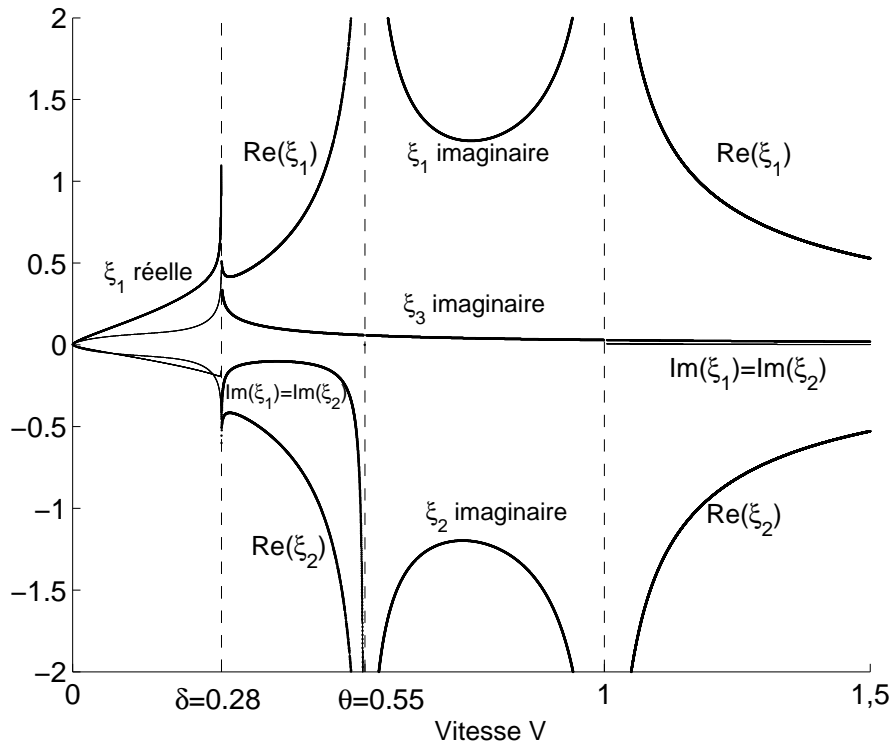 2
1.5
1
0.5
0
−0.5
−1
−1.5
−2
Re(ξ₁)
ξ₁ imaginaire
Re(ξ₁)
ξ₁ réelle
ξ₃ imaginaire
Im(ξ₁)=Im(ξ₂)
Im(ξ₁)=Im(ξ₂)
Re(ξ₂)
ξ₂ imaginaire
Re(ξ₂)
0
δ=0.28
θ=0.55
1
1,5
Vitesse V